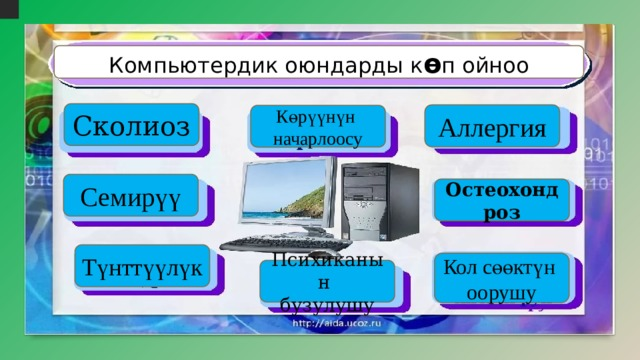 Компьютердик оюндарды көп ойноо
Сколиоз
Көрүүнүн
начарлоосу
Аллергия
Семирүү
Остеохонд
роз
Түнттүүлүк
Психиканы
н
бузулушу
Кол сөөктүн
оорушу
http://aida.ucoz.ru